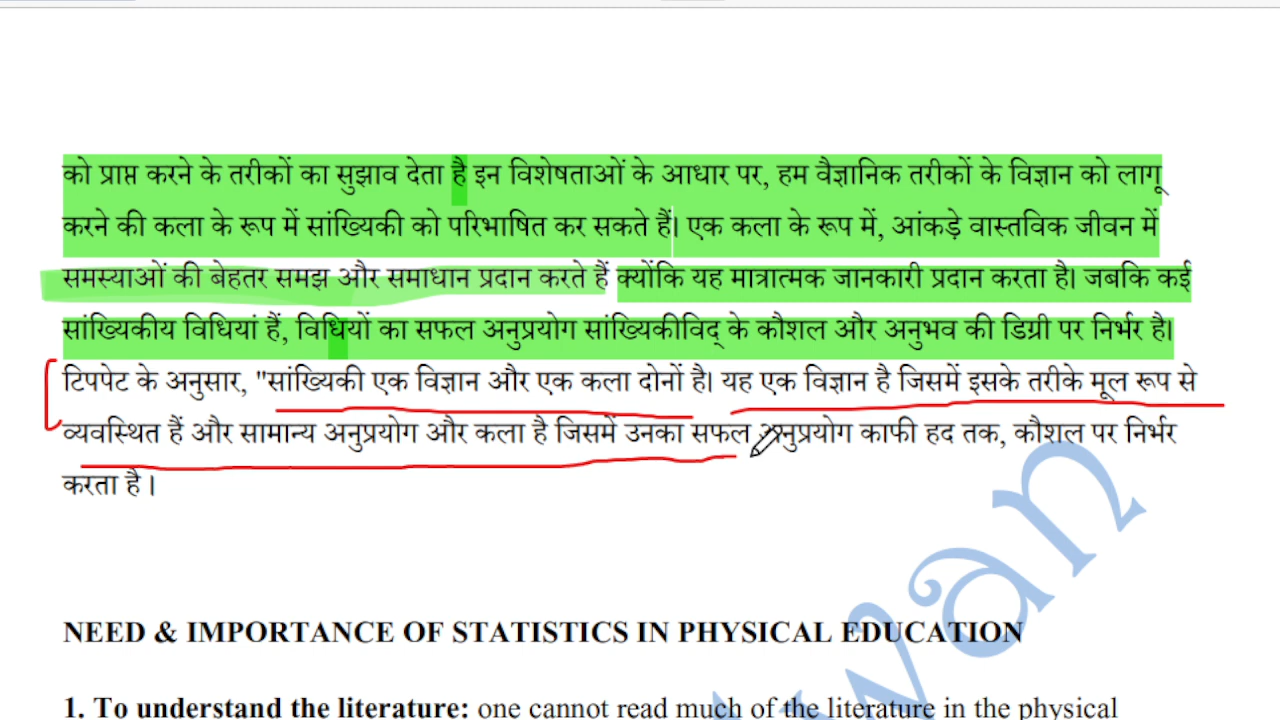 को प्राप्त करने के तरीकों का सुझाव देता है इन विशेषताओं के आधार पर, हम वैज्ञानिक तरीकों के विज्ञान को लागू
करने की कला के रूप में सांख्यिकी को परिभाषित कर सकते हैं। एक कला के रूप में, आंकड़े वास्तविक जीवन में
समस्याओं की बेहतर समझ और समाधान प्रदान करते हैं क्योंकि यह मात्रात्मक जानकारी प्रदान करता है। जबकि कई
सांख्यिकीय विधियां हैं, विधियों का सफल अनुप्रयोग सांख्यिकीविद् के कौशल और अनुभव की डिग्री पर निर्भर है।
टिपपेट के अनुसार, "सांख्यिकी एक विज्ञान और एक कला दोनों है। यह एक विज्ञान है जिसमें इसके तरीके मूल रूप से
व्यवस्थित हैं और सामान्य अनुप्रयोग और कला है जिसमें उनका सफल अनुप्रयोग काफी हद तक, कौशल पर निर्भर
करता है ।
NEED & IMPORTANCE OF STATISTICS IN PHYSICAL EDUCATION
1. To understand the literature: one cannot read much of the literature in the physical